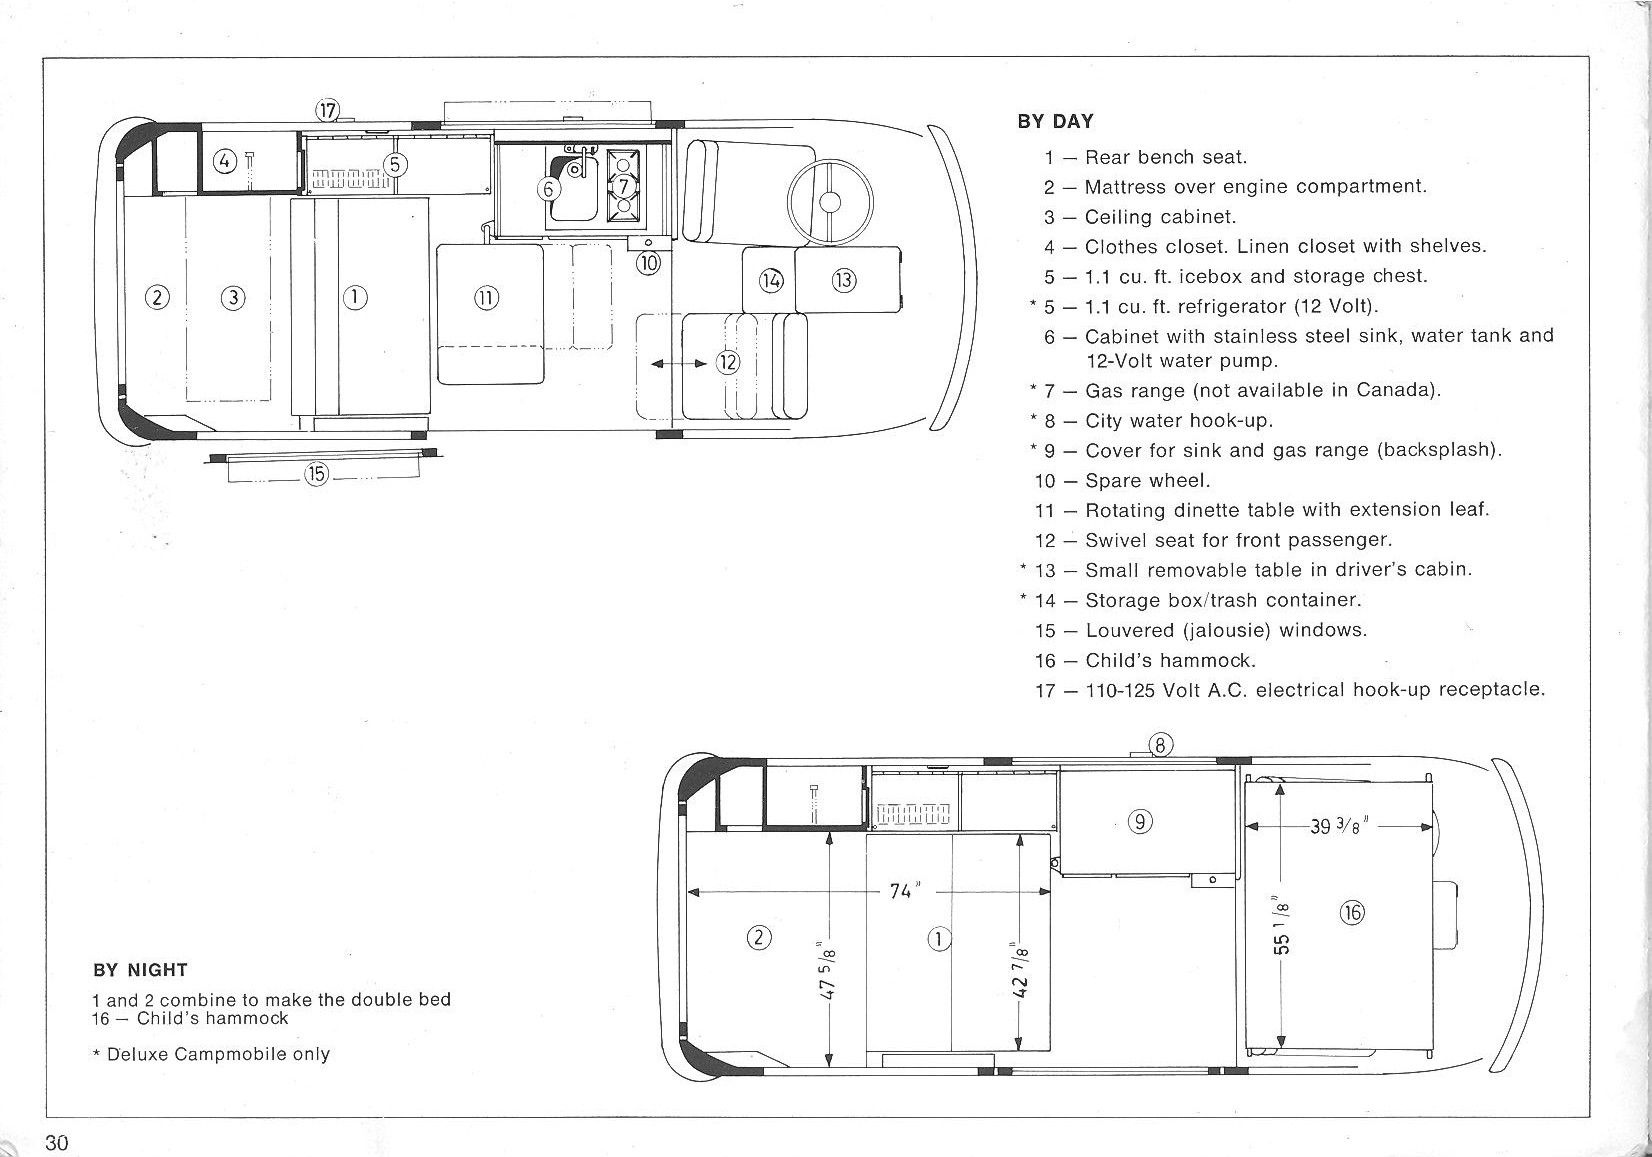 BY DAY
1 — Rear bench seat.
2 — Mattress over engine compartment.
3 — Ceiling cabinet.
4 — Clothes closet. Linen closet with shelves.
5 — 1.1 cu. ft. icebox and storage chest.
* 5 — 1.1 cu. ft. refrigerator (12 Volt).
6 — Cabinet with stainless steel sink, water tank and
12-Volt water pump.
* 7 — Gas range (not available in Canada).
* 8 — City water hook-up.
* 9 — Cover for sink and gas range (backsplash).
10 — Spare wheel.
11 — Rotating dinette table with extension leaf.
12 — Swivel seat for front passenger.
* 13 — Small removable table in driver's cabin.
* 14 — Storage box/trash container.
15 — Louvered (jalousie) windows.
16 — Child's hammock.
17 — 110-125 Volt A.C. electrical hook-up receptacle.
17
4
5
6
7
10
2
3
1
11
14
13
12
15
8
9
39 3/8"
74"
2
1
16
47 5/8"
42 7/8"
55 1/8"
BY NIGHT
1 and 2 combine to make the double bed
16 — Child's hammock
* Deluxe Campmobile only
30